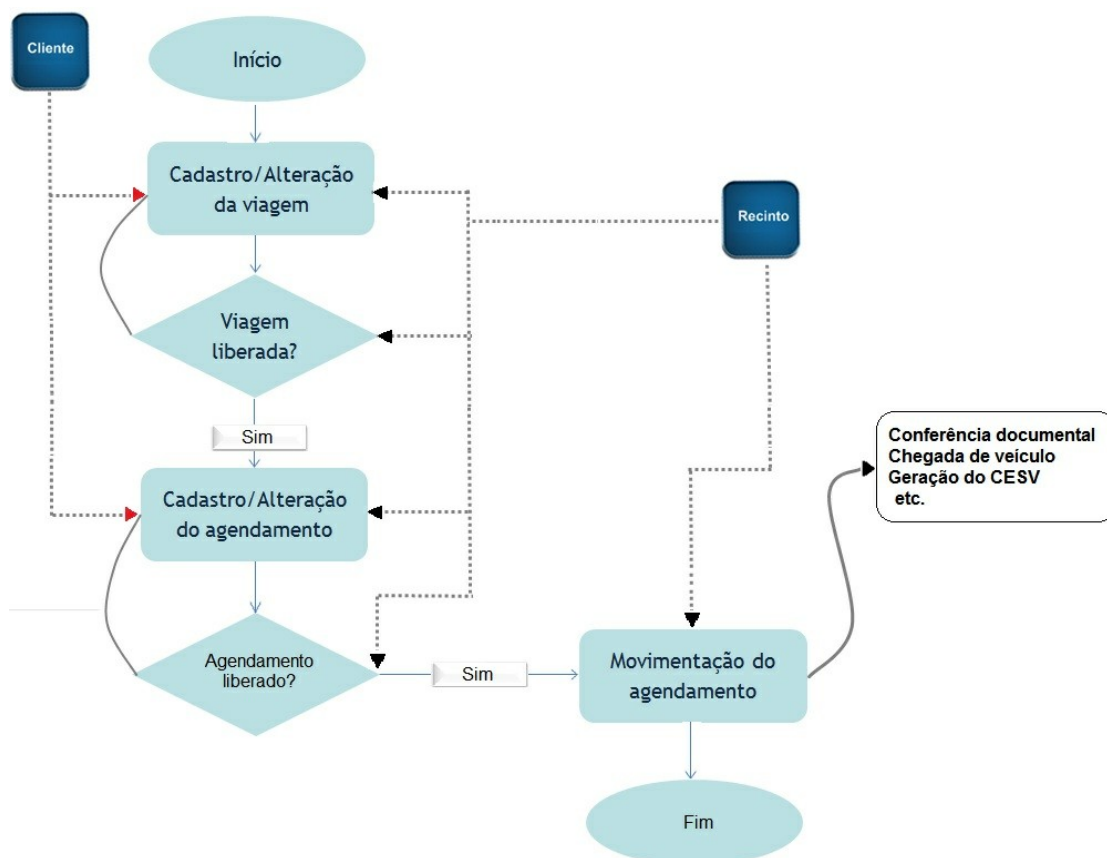 Cliente
Início
Cadastro/Alteração
da viagem
Recinto
Viagem
liberada?
Sim
Conferência documental
Chegada de veículo
Geração do CESV
etc.
Cadastro/Alteração
do agendamento
Agendamento
liberado?
Sim
Movimentação do
agendamento
Fim